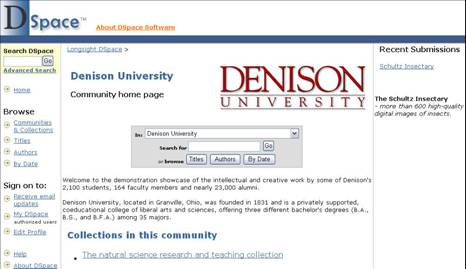 DSpace™
About DSpace Software
Search DSpace
Go
Advanced Search
Home
Browse
Communities
& Collections
Titles
Authors
By Date
Sign on to:
Receive email
updates
My DSpace
authorized users
Edit Profile
Help
About DSpace
Longsight DSpace >
Denison University
Community home page
DENISON
UNIVERSITY
In: Denison University
Search for Go
or browse Titles Authors By Date
Welcome to the demonstration showcase of the intellectual and creative work by some of Denison's
2,100 students, 164 faculty members and nearly 23,000 alumni.
Denison University, located in Granville, Ohio, was founded in 1831 and is a privately supported,
coeducational college of liberal arts and sciences, offering three different bachelor's degrees (B.A.,
B.S., and B.F.A.) among 35 majors.
Collections in this community
The natural science research and teaching collection
Recent Submissions
Schultz Insectary
The Schultz Insectary
- more than 600 high-quality
digital images of insects.